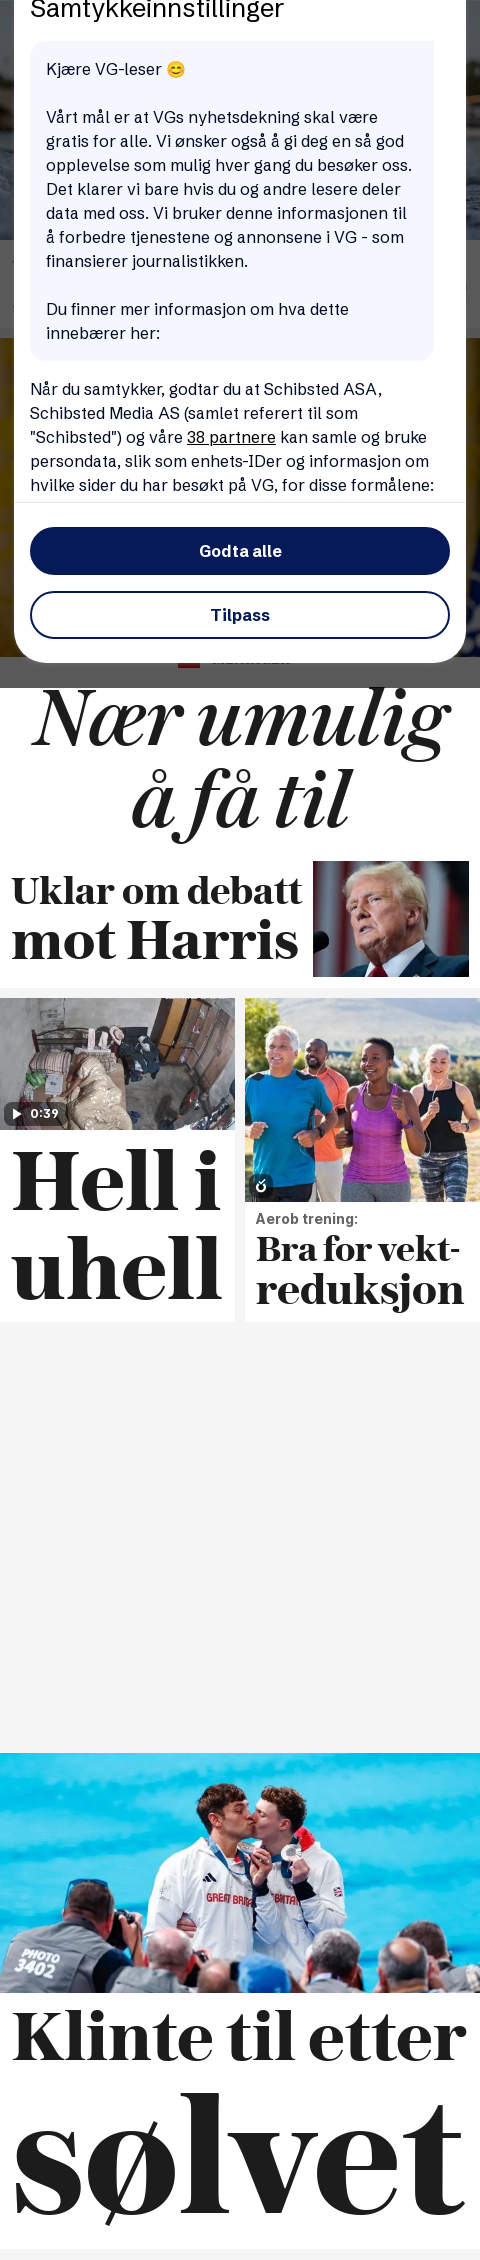 Samtykkeinnstillinger
Kjære VG-leser 😊
Vårt mål er at VGs nyhetsdekning skal være
gratis for alle. Vi ønsker også å gi deg en så god
opplevelse som mulig hver gang du besøker oss.
Det klarer vi bare hvis du og andre lesere deler
data med oss. Vi bruker denne informasjonen til
å forbedre tjenestene og annonsene i VG - som
finansierer journalistikken.
Du finner mer informasjon om hva dette
innebærer her:
Når du samtykker, godtar du at Schibsted ASA,
Schibsted Media AS (samlet referert til som
"Schibsted") og våre 38 partnere kan samle og bruke
persondata, slik som enhets-IDer og informasjon om
hvilke sider du har besøkt på VG, for disse formålene:
Godta alle
Tilpass
Nær umulig
å få til
Uklar om debatt
mot Harris
0:39
Hell i
uhell
Aerob trening:
Bra for vekt-
reduksjon
GREAT BRITAIN
PHOTO
3402
Klinte til etter
sølvet